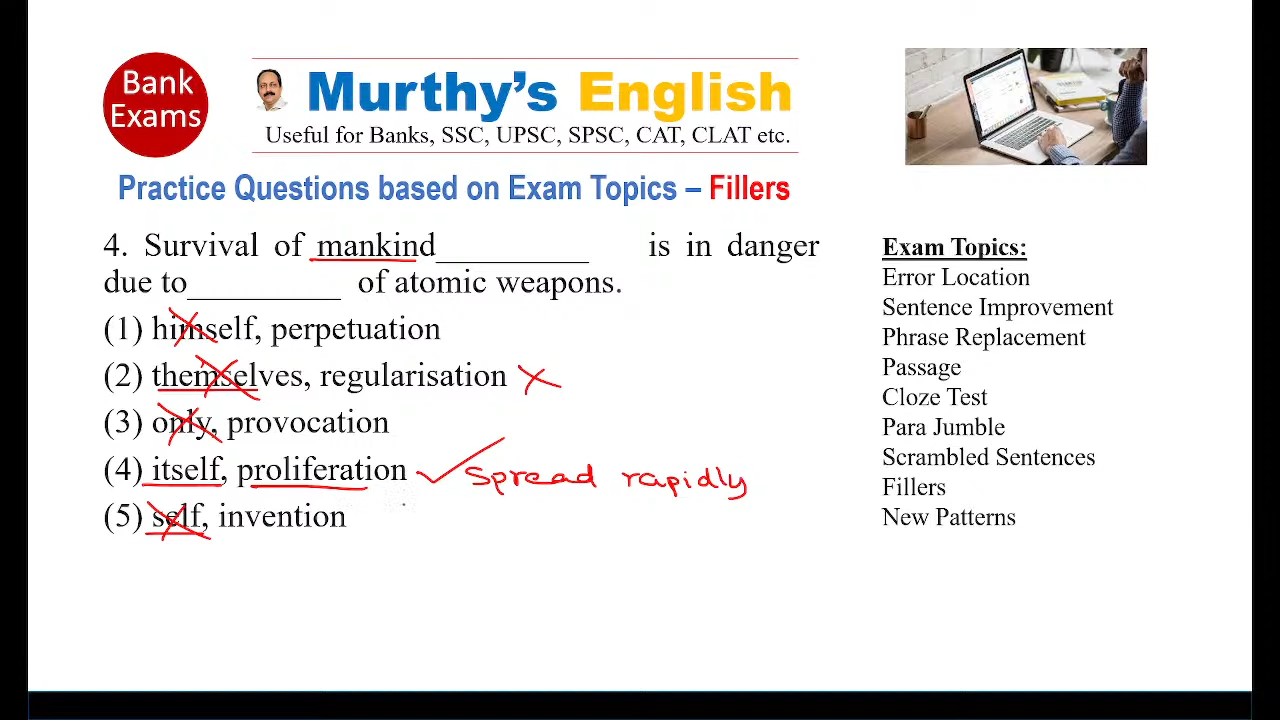 Bank
Exams
Murthy's English
Useful for Banks, SSC, UPSC, SPSC, CAT, CLAT etc.
Practice Questions based on Exam Topics – Fillers
4. Survival of mankind_________ is in danger
due to_________ of atomic weapons.
(1) himself, perpetuation
(2) themselves, regularisation
(3) only, provocation
(4) itself, proliferation Spread rapidly
(5) self, invention
Exam Topics:
Error Location
Sentence Improvement
Phrase Replacement
Passage
Cloze Test
Para Jumble
Scrambled Sentences
Fillers
New Patterns